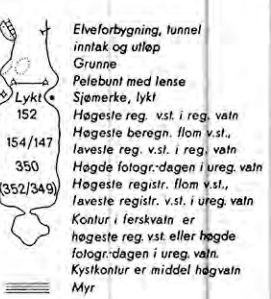 Elveforbygning, tunnel
inntak og utløp
Grunne
Pelebunt med lense
Lykt Sjømerke, lykt
152 Høgeste reg. v.st. i reg. vatn
154/147 Høgeste beregn. flom v.st.,
laveste reg. v.st. i reg. vatn
350 Høgde fotogr.-dagen i ureg. vatn
(352/349) Høgeste registr. flom v.st.,
laveste registr. v.st. i ureg. vatn
Kontur i ferskvatn er
høgeste reg. v.st. eller høgde
fotogr.-dagen i ureg. vatn.
Kystkontur er middel høgvatn
Myr